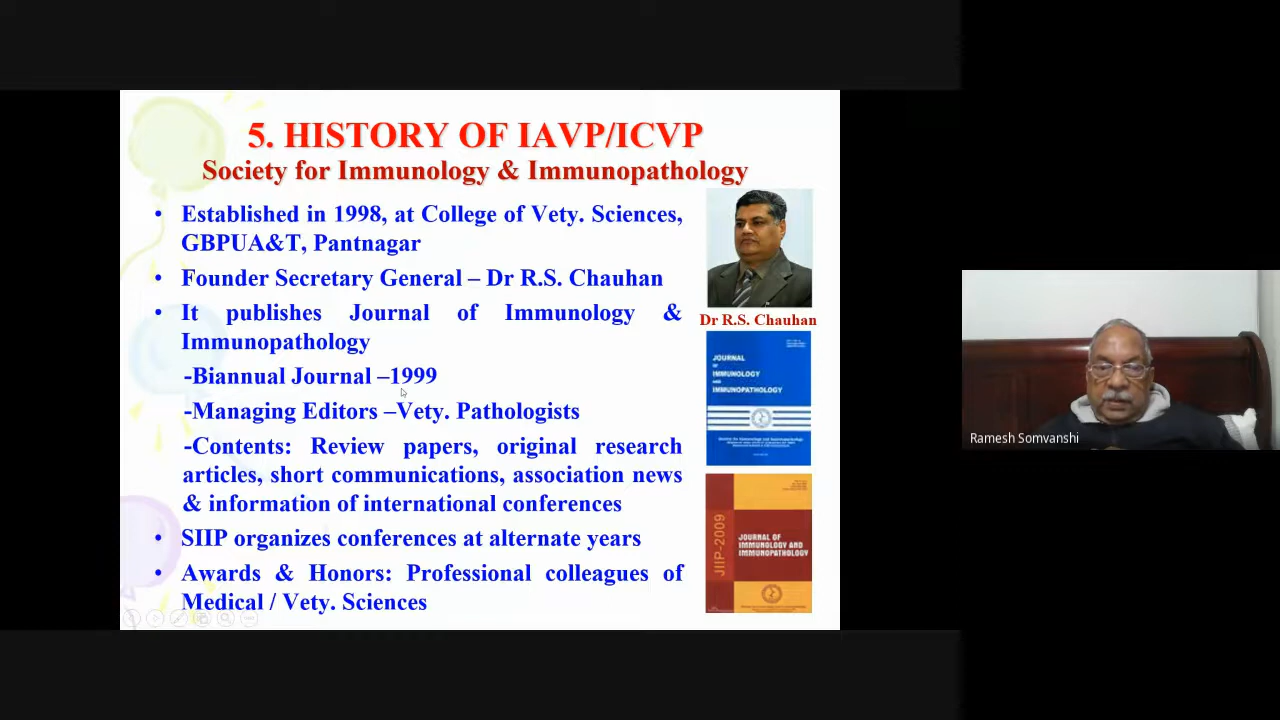 5. HISTORY OF IAVP/ICVP
Society for Immunology & Immunopathology
• Established in 1998, at College of Vety. Sciences,
GBPUA&T, Pantnagar
• Founder Secretary General – Dr R.S. Chauhan
• It publishes Journal of Immunology &
Immunopathology
-Biannual Journal –1999
-Managing Editors –Vety. Pathologists
-Contents: Review papers, original research
articles, short communications, association news
& information of international conferences
• SIIP organizes conferences at alternate years
• Awards & Honors: Professional colleagues of
Medical / Vety. Sciences
Dr R.S. Chauhan
JOURNAL
OF
IMMUNOLOGY
AND
IMMUNOPATHOLOGY
JIIP-2009
JOURNAL OF
IMMUNOLOGY AND
IMMUNOPATHOLOGY
Ramesh Somvanshi